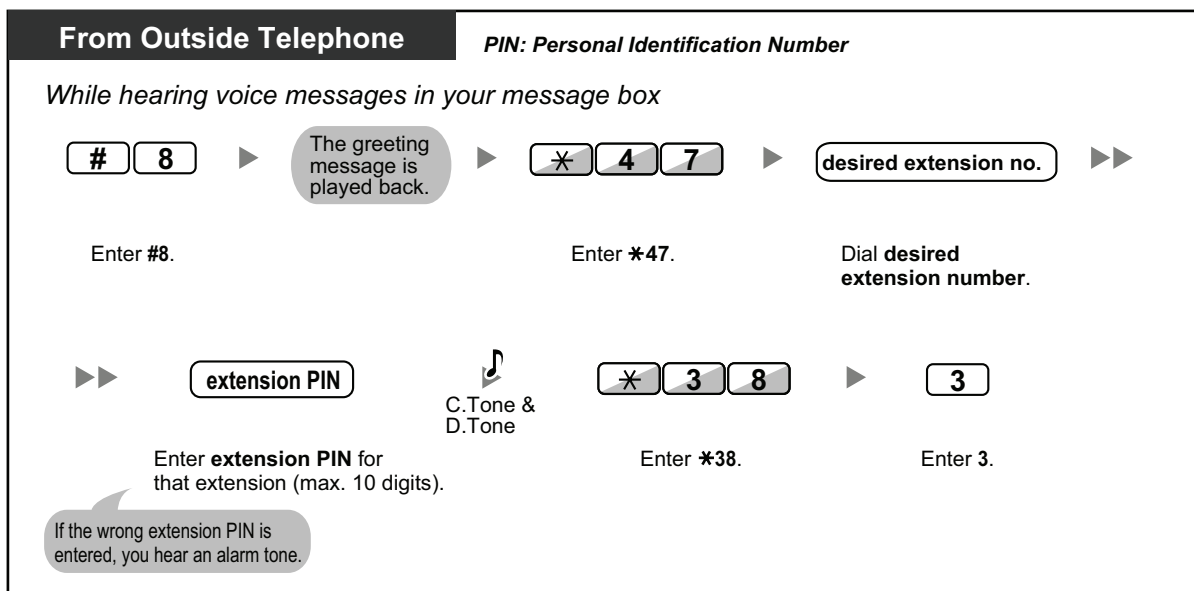 From Outside Telephone
PIN: Personal Identification Number
While hearing voice messages in your message box
# 8
The greeting
message is
played back.
* 4 7
desired extension no.
Enter #8.
Enter *47.
Dial desired
extension number.
extension PIN
C.Tone &
D.Tone
* 3 8
3
Enter extension PIN for
that extension (max. 10 digits).
Enter *38.
Enter 3.
If the wrong extension PIN is
entered, you hear an alarm tone.